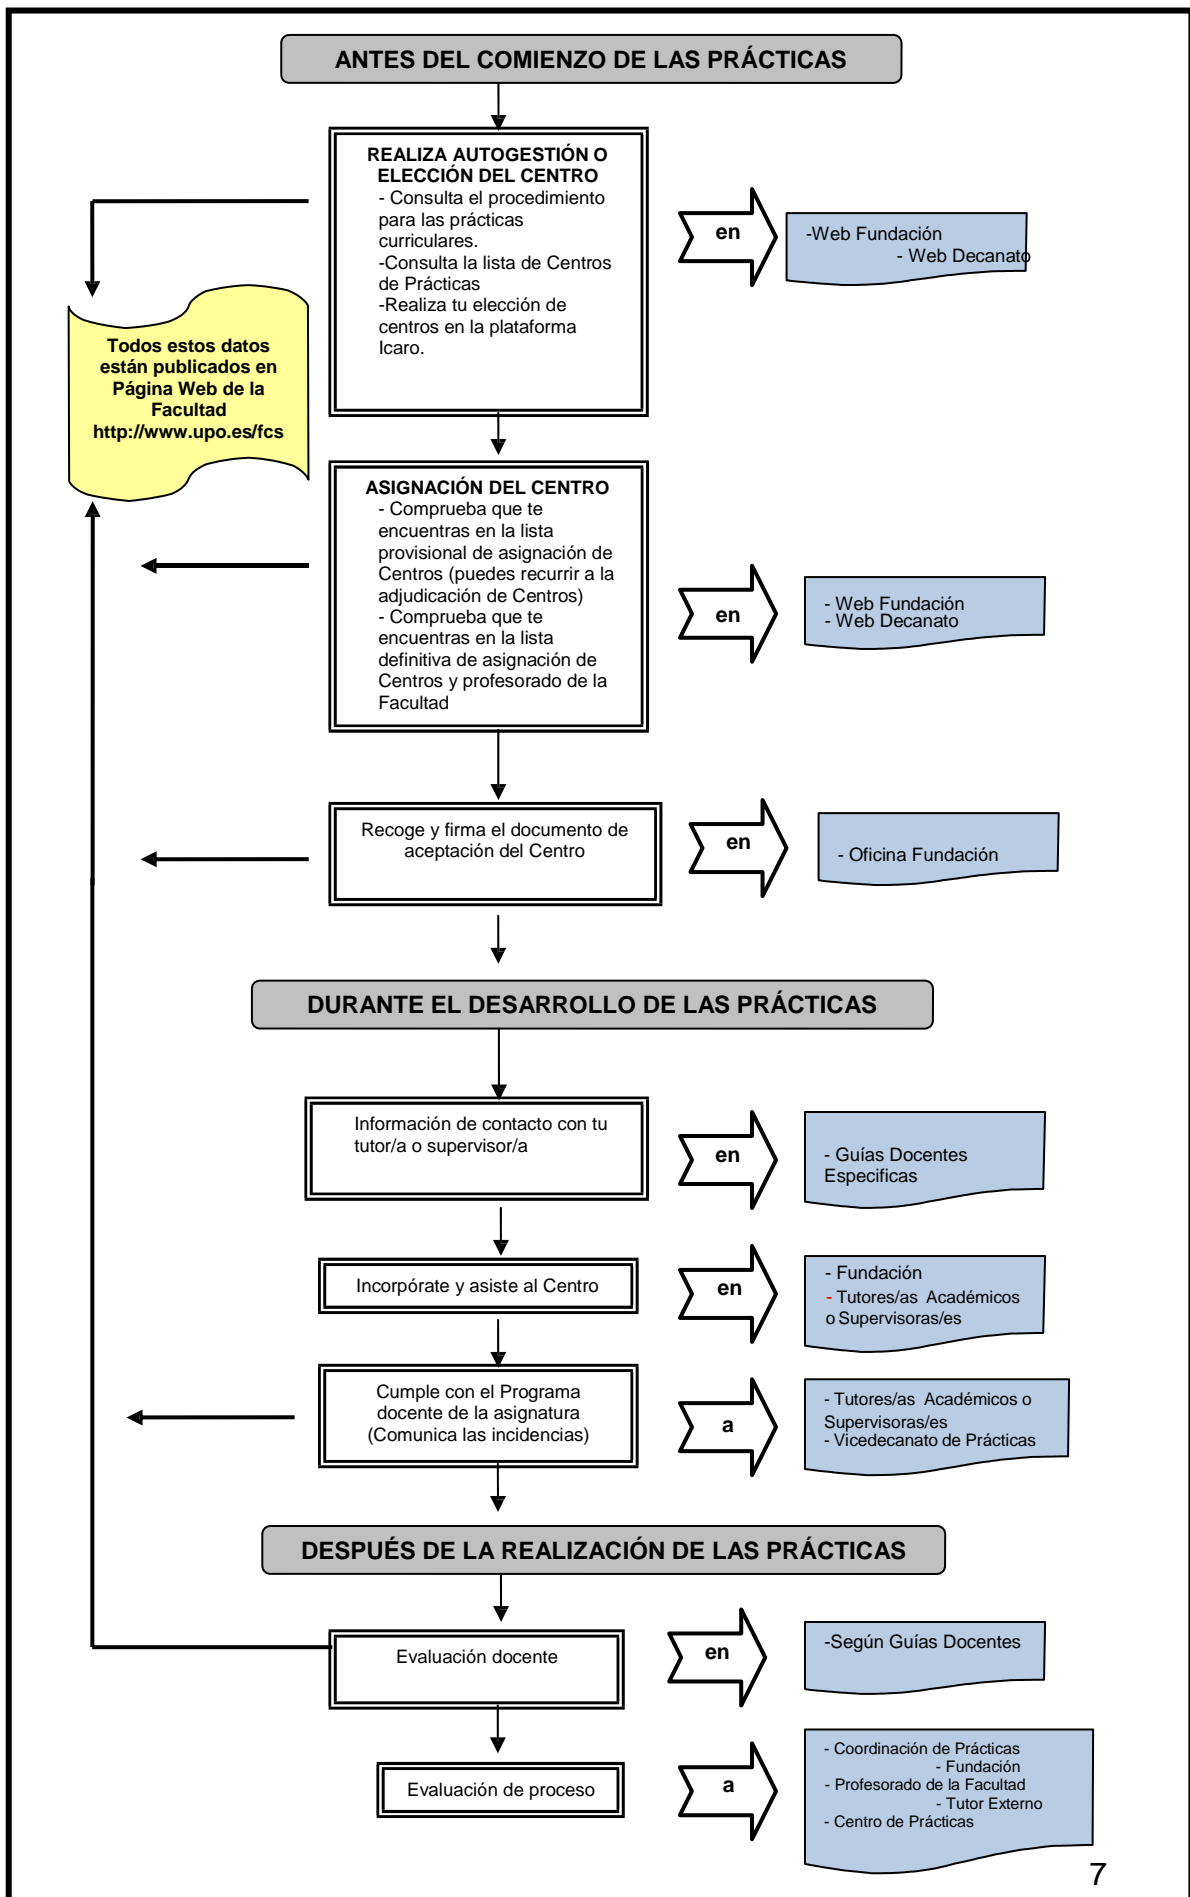 ANTES DEL COMIENZO DE LAS PRÁCTICAS
REALIZA AUTOGESTIÓN O
ELECCIÓN DEL CENTRO
- Consulta el procedimiento
para las prácticas
curriculares.
-Consulta la lista de Centros
de Prácticas
-Realiza tu elección de
centros en la plataforma
Icaro.
en
-Web Fundación
- Web Decanato
Todos estos datos
están publicados en
Página Web de la
Facultad
http://www.upo.es/fcs
ASIGNACIÓN DEL CENTRO
- Comprueba que te
encuentras en la lista
provisional de asignación de
Centros (puedes recurrir a la
adjudicación de Centros)
- Comprueba que te
encuentras en la lista
definitiva de asignación de
Centros y profesorado de la
Facultad
en
- Web Fundación
- Web Decanato
Recoge y firma el documento de
aceptación del Centro
en
- Oficina Fundación
DURANTE EL DESARROLLO DE LAS PRÁCTICAS
Información de contacto con tu
tutor/a o supervisor/a
en
- Guías Docentes
Especificas
Incorpórate y asiste al Centro
en
- Fundación
- Tutores/as Académicos
o Supervisoras/es
Cumple con el Programa
docente de la asignatura
(Comunica las incidencias)
a
- Tutores/as Académicos o
Supervisoras/es
- Vicedecanato de Prácticas
DESPUÉS DE LA REALIZACIÓN DE LAS PRÁCTICAS
Evaluación docente
en
-Según Guías Docentes
Evaluación de proceso
a
- Coordinación de Prácticas
- Fundación
- Profesorado de la Facultad
- Tutor Externo
- Centro de Prácticas
7